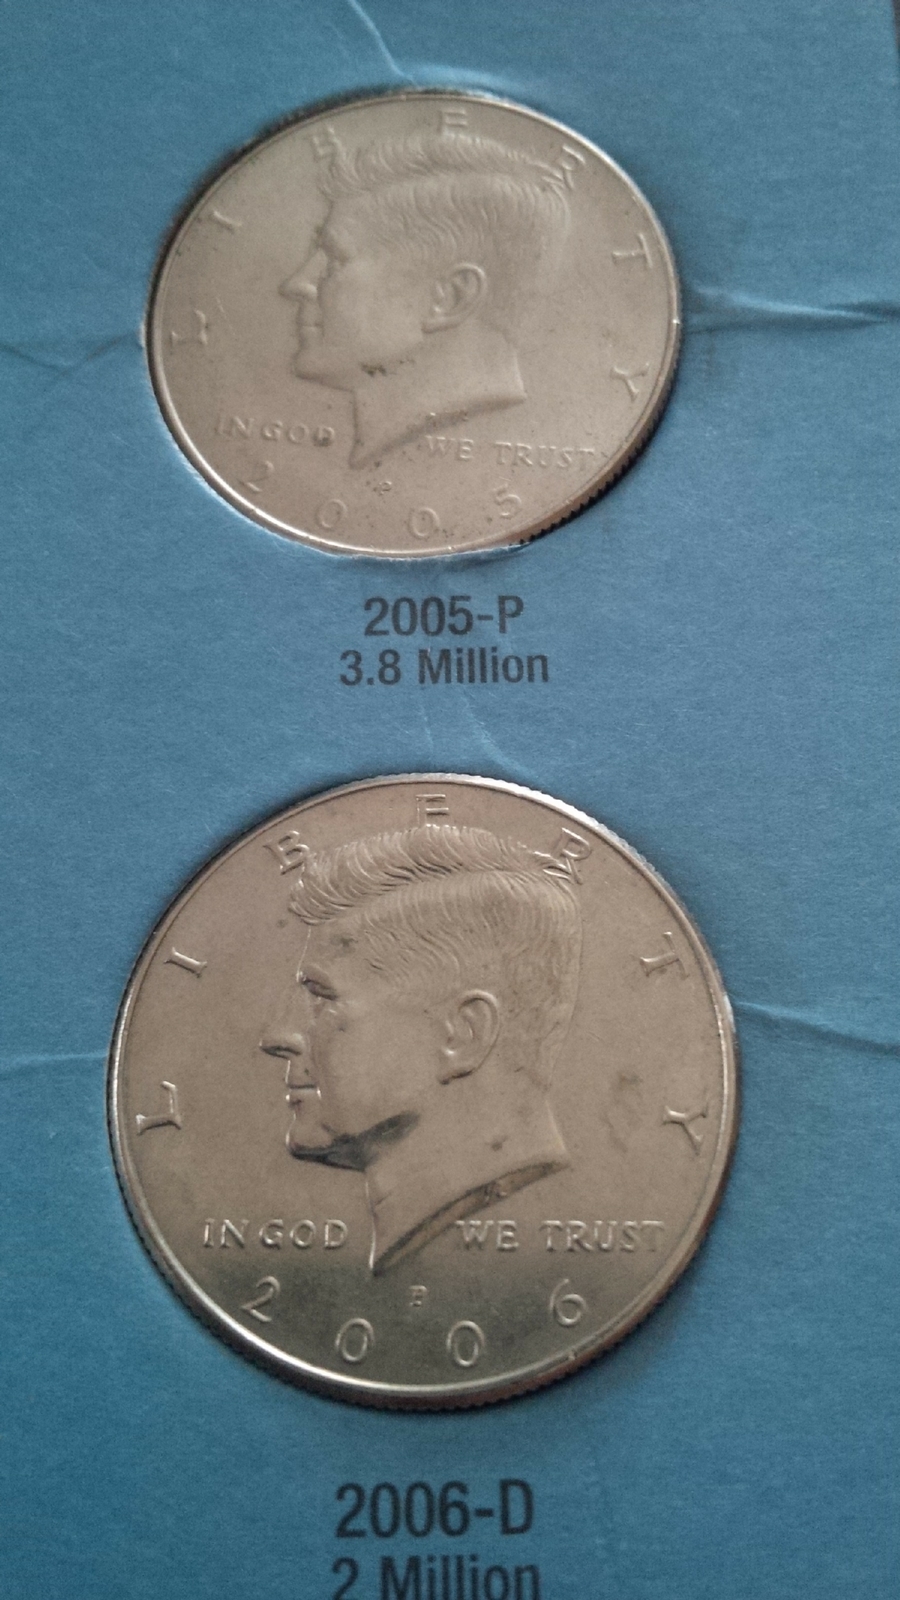 LIBERTY
IN GOD WE TRUST
P
2005
2005-P
3.8 Million
LIBERTY
IN GOD WE TRUST
P
2006
2006-D
2 Million